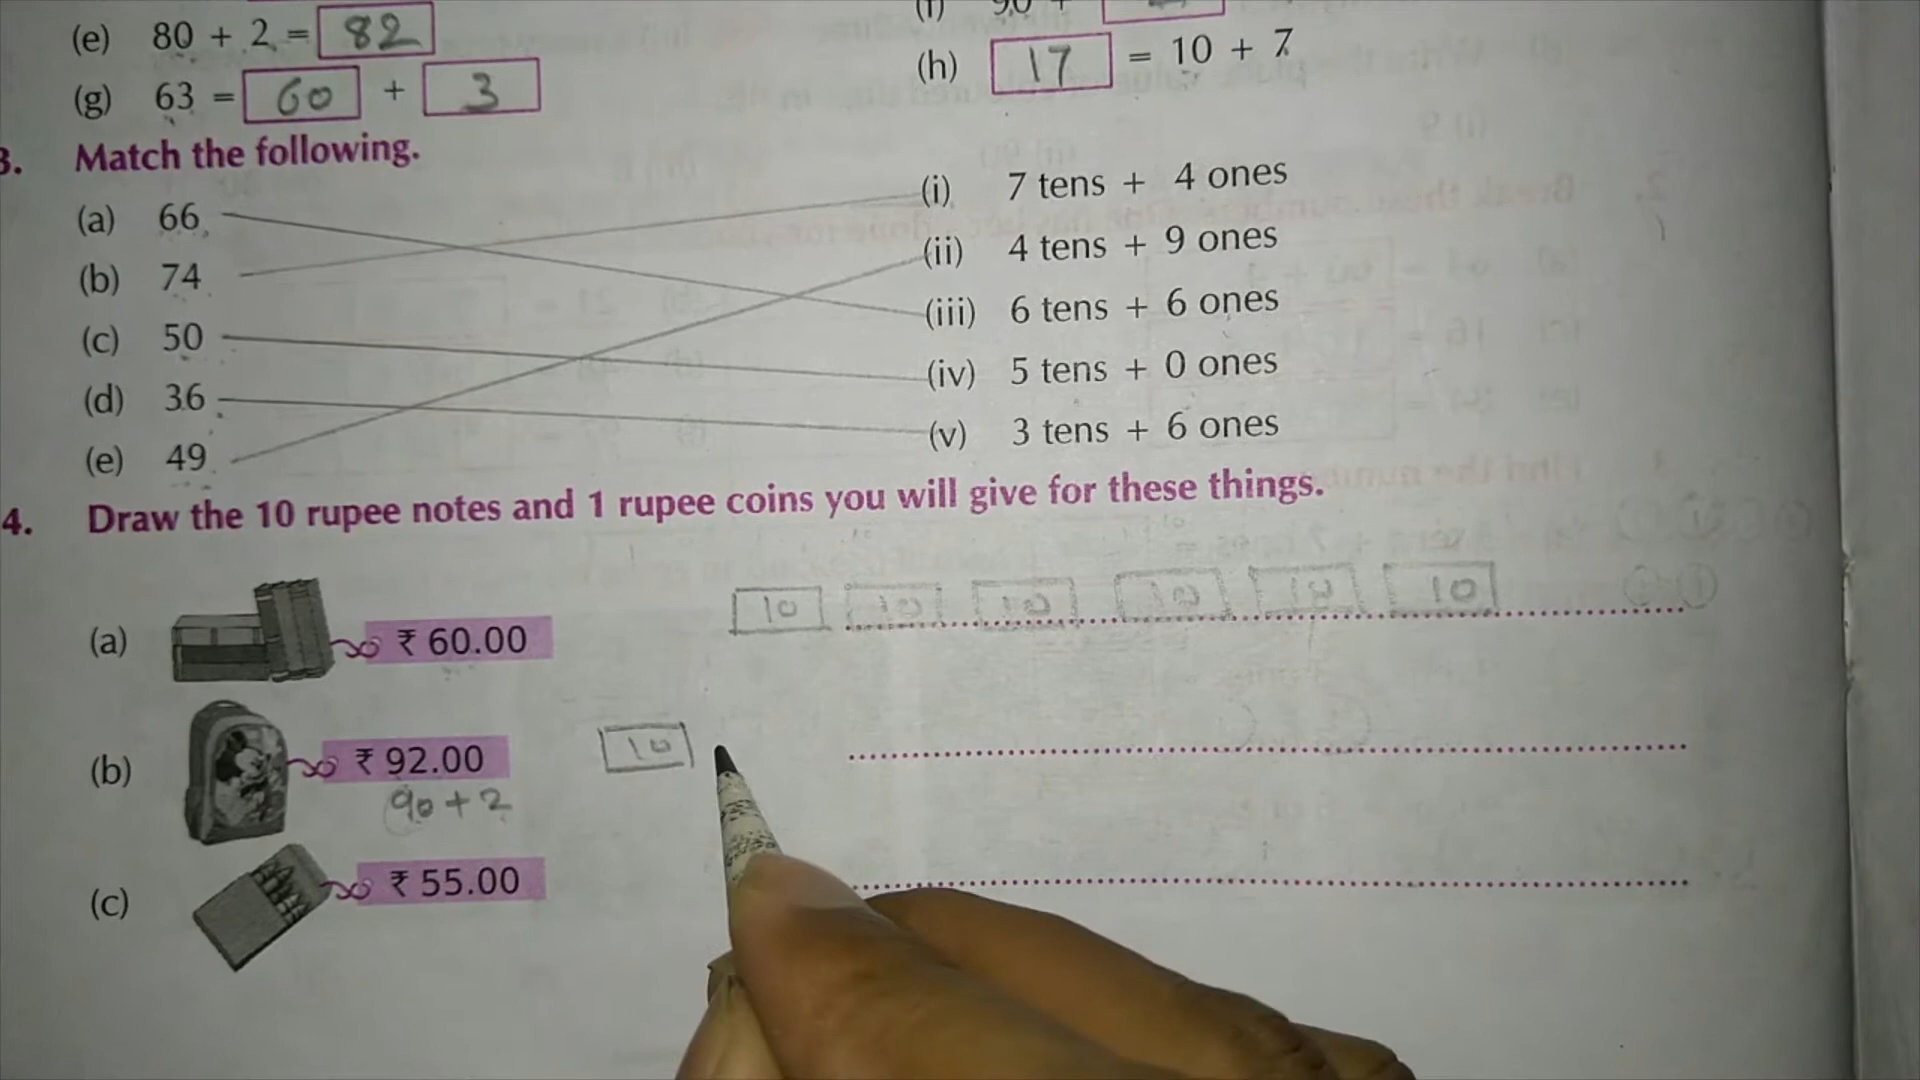 (e) 80 + 2 = 82
(f) 90 +
(g) 63 = 60 + 3
(h) 17 = 10 + 7
3. Match the following.
(a) 66
(i) 7 tens + 4 ones
(b) 74
(ii) 4 tens + 9 ones
(c) 50
(iii) 6 tens + 6 ones
(d) 36
(iv) 5 tens + 0 ones
(e) 49
(v) 3 tens + 6 ones
4. Draw the 10 rupee notes and 1 rupee coins you will give for these things.
(a) ₹ 60.00 10 10 10 10 10 10
(b) ₹ 92.00 10
90 + 2
(c) ₹ 55.00